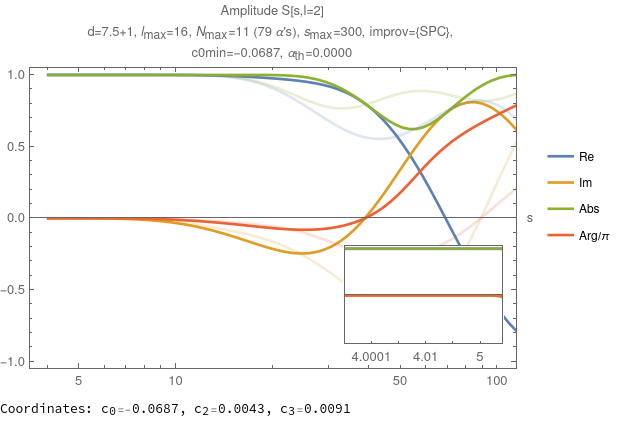 Amplitude S[s,l=2]
d=7.5+1, lmax=16, Nmax=11 (79 α's), smax=300, improv={SPC},
c0min=−0.0687, αth=0.0000
1.0
0.5
0.0
−0.5
−1.0
5
10
50
100
s
4.0001
4.01
5
Re
Im
Abs
Arg/π
Coordinates: c0=-0.0687, c2=0.0043, c3=0.0091